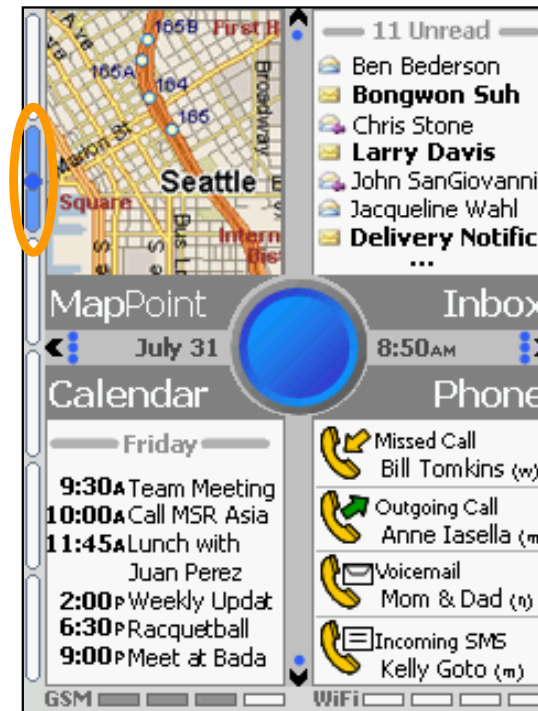 165B First H
165A
164
165
Broadway
Marion St
Seattle
Square
Intern
Dis
Bus L
Ave
11 Unread
Ben Bederson
Bongwon Suh
Chris Stone
Larry Davis
John SanGiovanni
Jacqueline Wahl
Delivery Notific
...
MapPoint
Inbox
July 31
8:50AM
Calendar
Phone
Friday
9:30A Team Meeting
10:00A Call MSR Asia
11:45A Lunch with
Juan Perez
2:00P Weekly Updat
6:30P Racquetball
9:00P Meet at Bada
Missed Call
Bill Tomkins (w)
Outgoing Call
Anne Iasella (m
Voicemail
Mom & Dad (h)
Incoming SMS
Kelly Goto (m)
GSM
WiFi